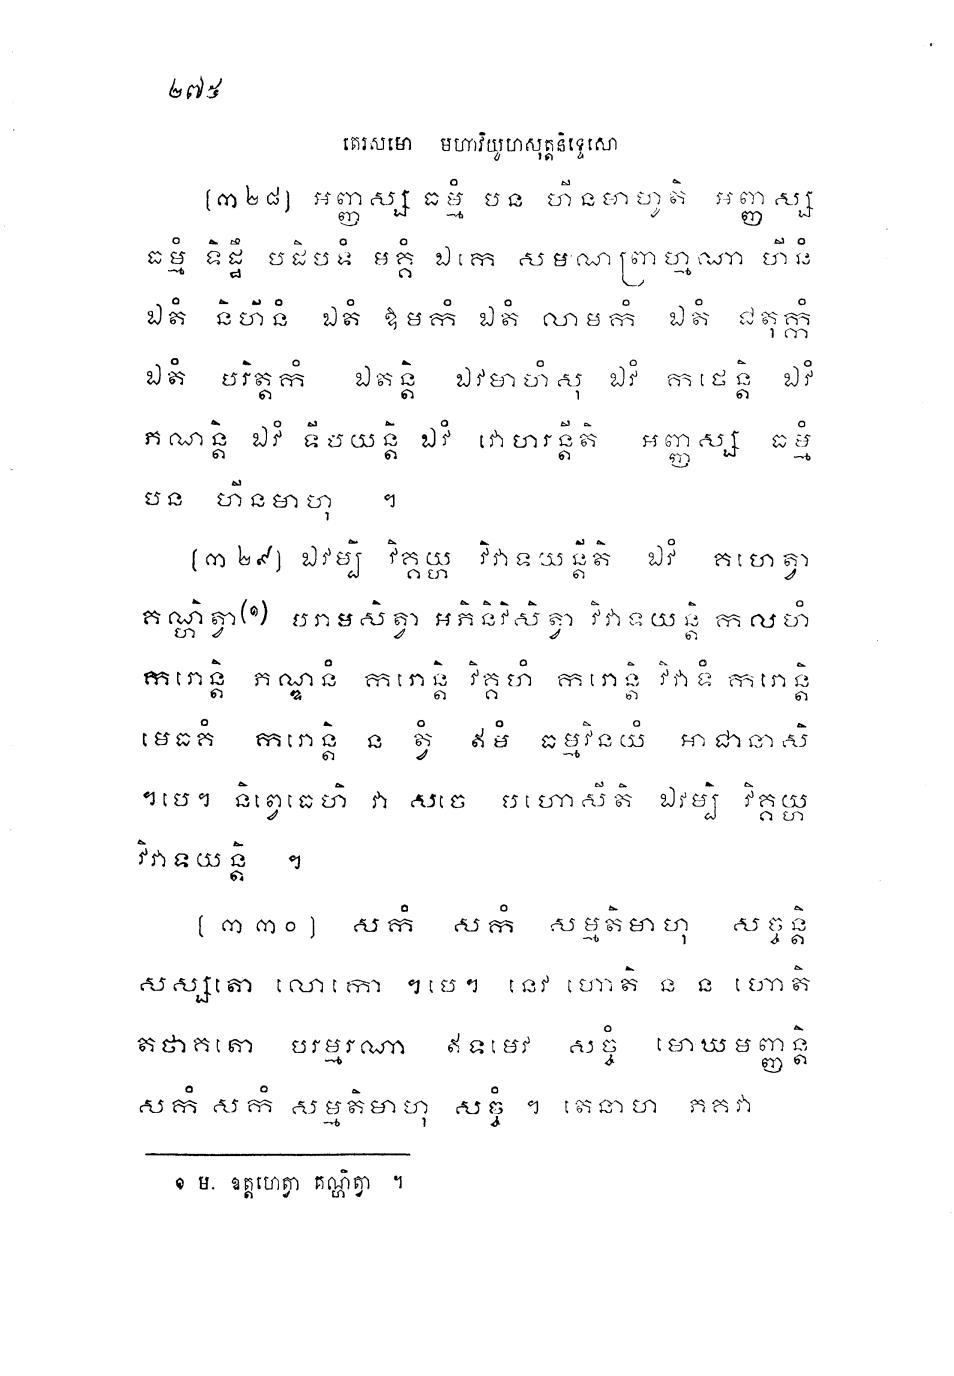 ២៧៥
តេរសមោ មហាវិយូហសុត្តនិទ្ទេសោ
[៣២៨] អញ្ញស្ស ធម្មំ បន ហីនមាហូតិ អញ្ញស្ស
ធម្មំ ទិដ្ឋឹ បដិបទំ មគ្គំ ឯកេ សមណព្រាហ្មណា ហីនំ
ឯតំ និហីនំ ឯតំ ឱមកំ ឯតំ លាមកំ ឯតំ ជតុក្កំ
ឯតំ បរិត្តកំ ឯតន្តិ ឯវមាហំសុ ឯវំ កថេន្តិ ឯវំ
ភណន្តិ ឯវំ ទីបយន្តិ ឯវំ វោហរន្តីតិ អញ្ញស្ស ធម្មំ
បន ហីនមាហុ ។
[៣២៩] ឯវម្បិ វិគ្គយ្ហ វិវាទយន្តីតិ ឯវំ គហេត្វា
គណ្ហិត្វា(១) បរាមសិត្វា អភិនិវិសិត្វា វិវាទយន្តិ កលហំ
ករោន្តិ ភណ្ឌនំ ករោន្តិ វិគ្គហំ ករោន្តិ វិវាទំ ករោន្តិ
មេធគំ ករោន្តិ ន ត្វំ ឥមំ ធម្មវិនយំ អាជានាសិ
។បេ។ និព្វេធេហិ វា សចេ បហោសីតិ ឯវម្បិ វិគ្គយ្ហ
វិវាទយន្តិ ។
[៣៣០] សកំ សកំ សម្មតិមាហុ សច្ចន្តិ
សស្សតោ លោកោ ។បេ។ នេវ ហោតិ ន ន ហោតិ
តថាគតោ បរម្មរណា ឥទមេវ សច្ចំ មោឃមញ្ញន្តិ
សកំ សកំ សម្មតិមាហុ សច្ចំ ។ តេនាហ ភគវា
១ ម. ឧគ្គហេត្វា គណ្ហិត្វា ។